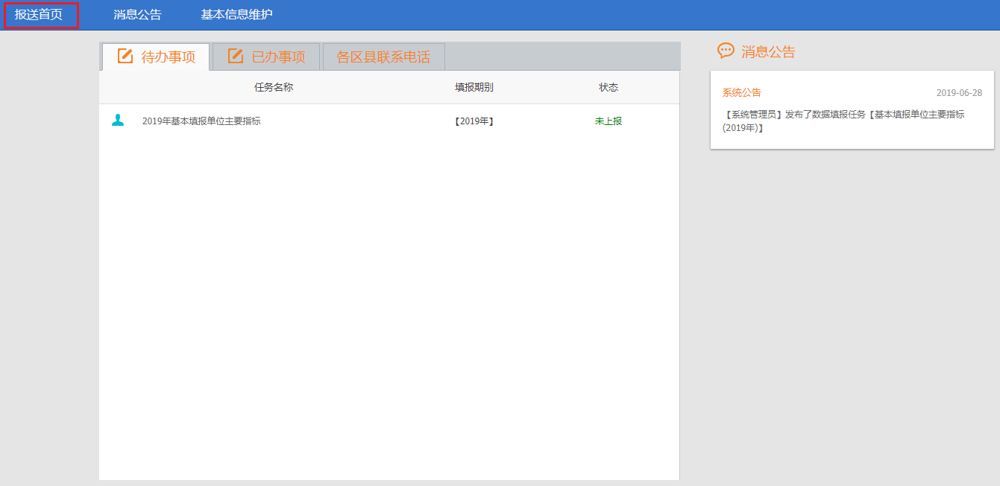 报送首页 消息公告 基本信息维护
待办事项 已办事项 各区县联系电话
任务名称 填报期别 状态
2019年基本填报单位主要指标 【2019年】 未上报
消息公告
系统公告 2019-06-28
【系统管理员】发布了数据填报任务【基本填报单位主要指标
(2019年)】